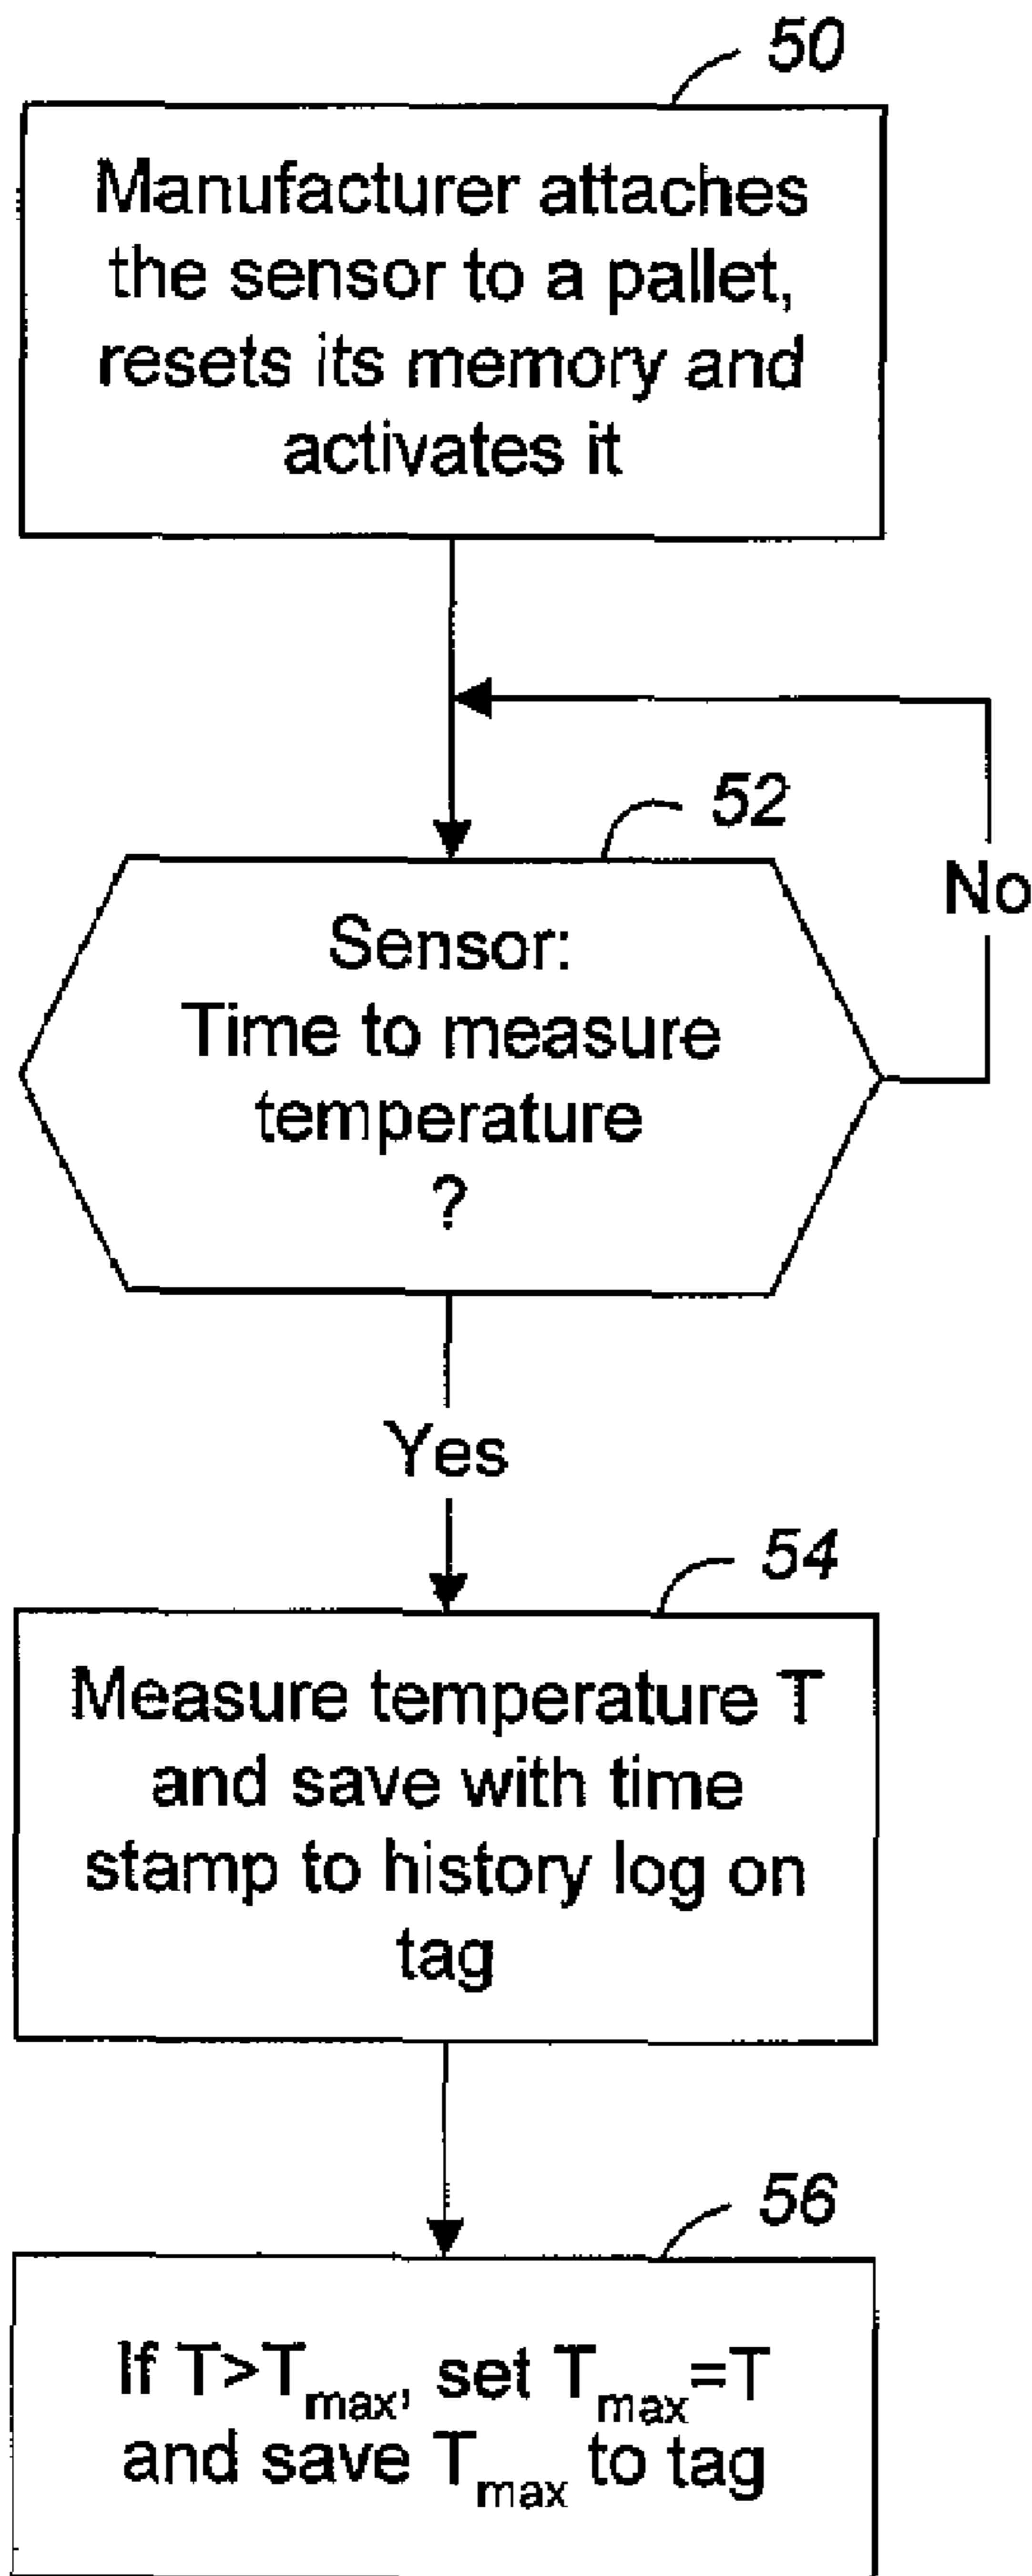 50
Manufacturer attaches
the sensor to a pallet,
resets its memory and
activates it
52
No
Sensor:
Time to measure
temperature
?
Yes
54
Measure temperature T
and save with time
stamp to history log on
tag
56
If T>Tmax, set Tmax=T
and save Tmax to tag